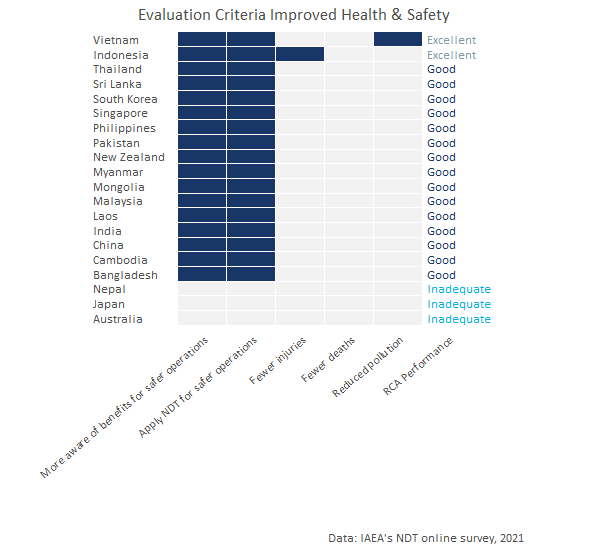 Evaluation Criteria Improved Health & Safety
Vietnam Excellent
Indonesia Excellent
Thailand Good
Sri Lanka Good
South Korea Good
Singapore Good
Philippines Good
Pakistan Good
New Zealand Good
Myanmar Good
Mongolia Good
Malaysia Good
Laos Good
India Good
China Good
Cambodia Good
Bangladesh Good
Nepal Inadequate
Japan Inadequate
Australia Inadequate
More aware of benefits for safer operations
Apply NDT for safer operations
Fewer injuries
Fewer deaths
Reduced pollution
RCA Performance
Data: IAEA's NDT online survey, 2021